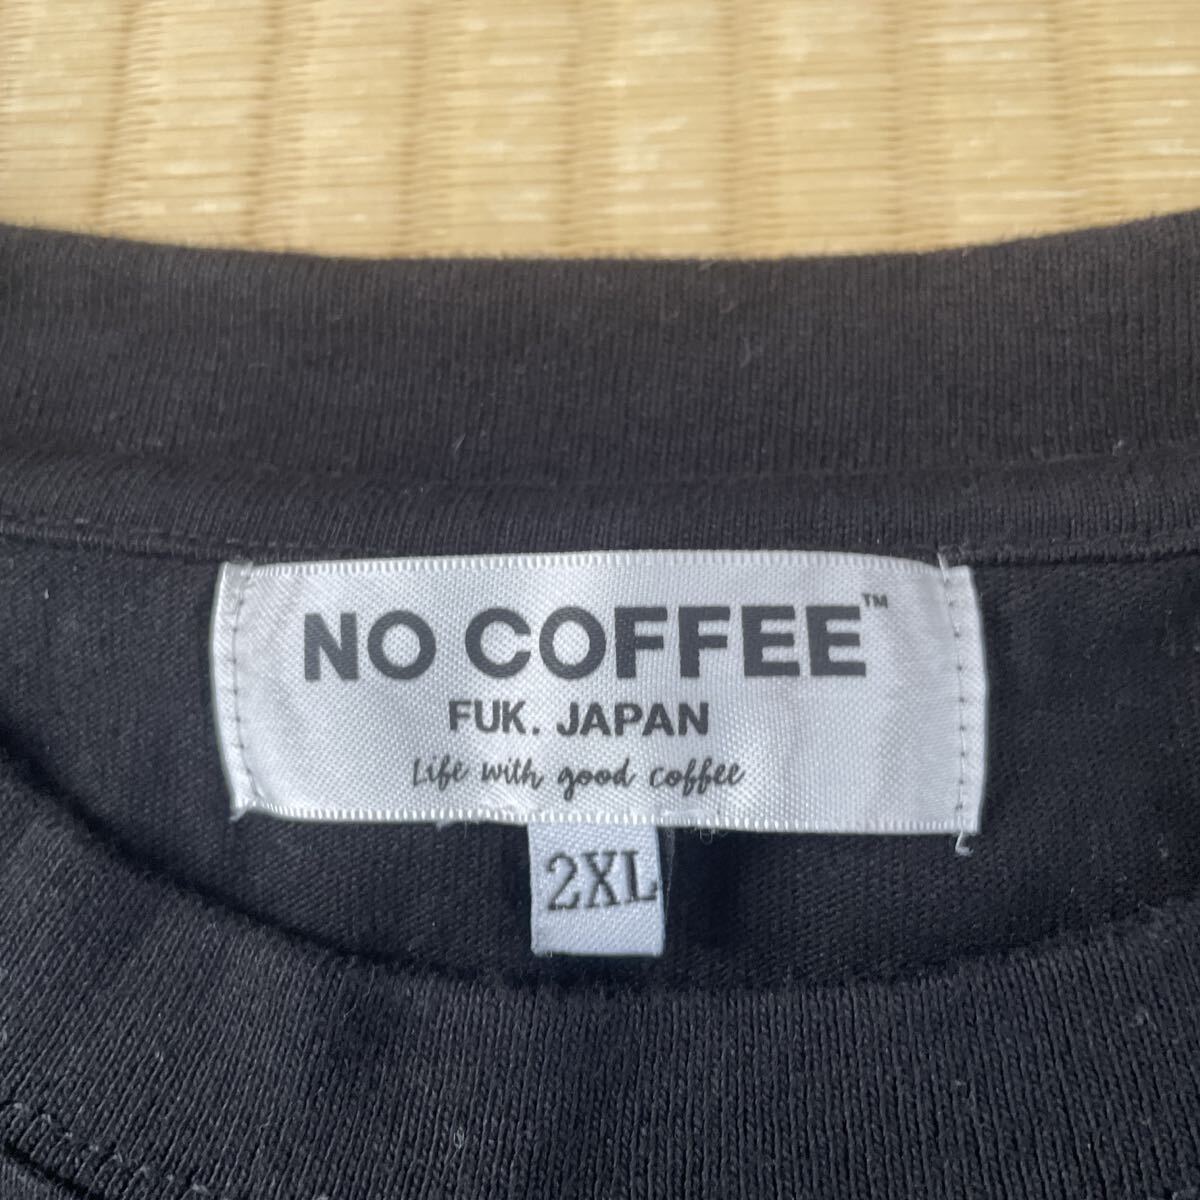 NO COFFEE™
FUK. JAPAN
Life with good coffee
2XL